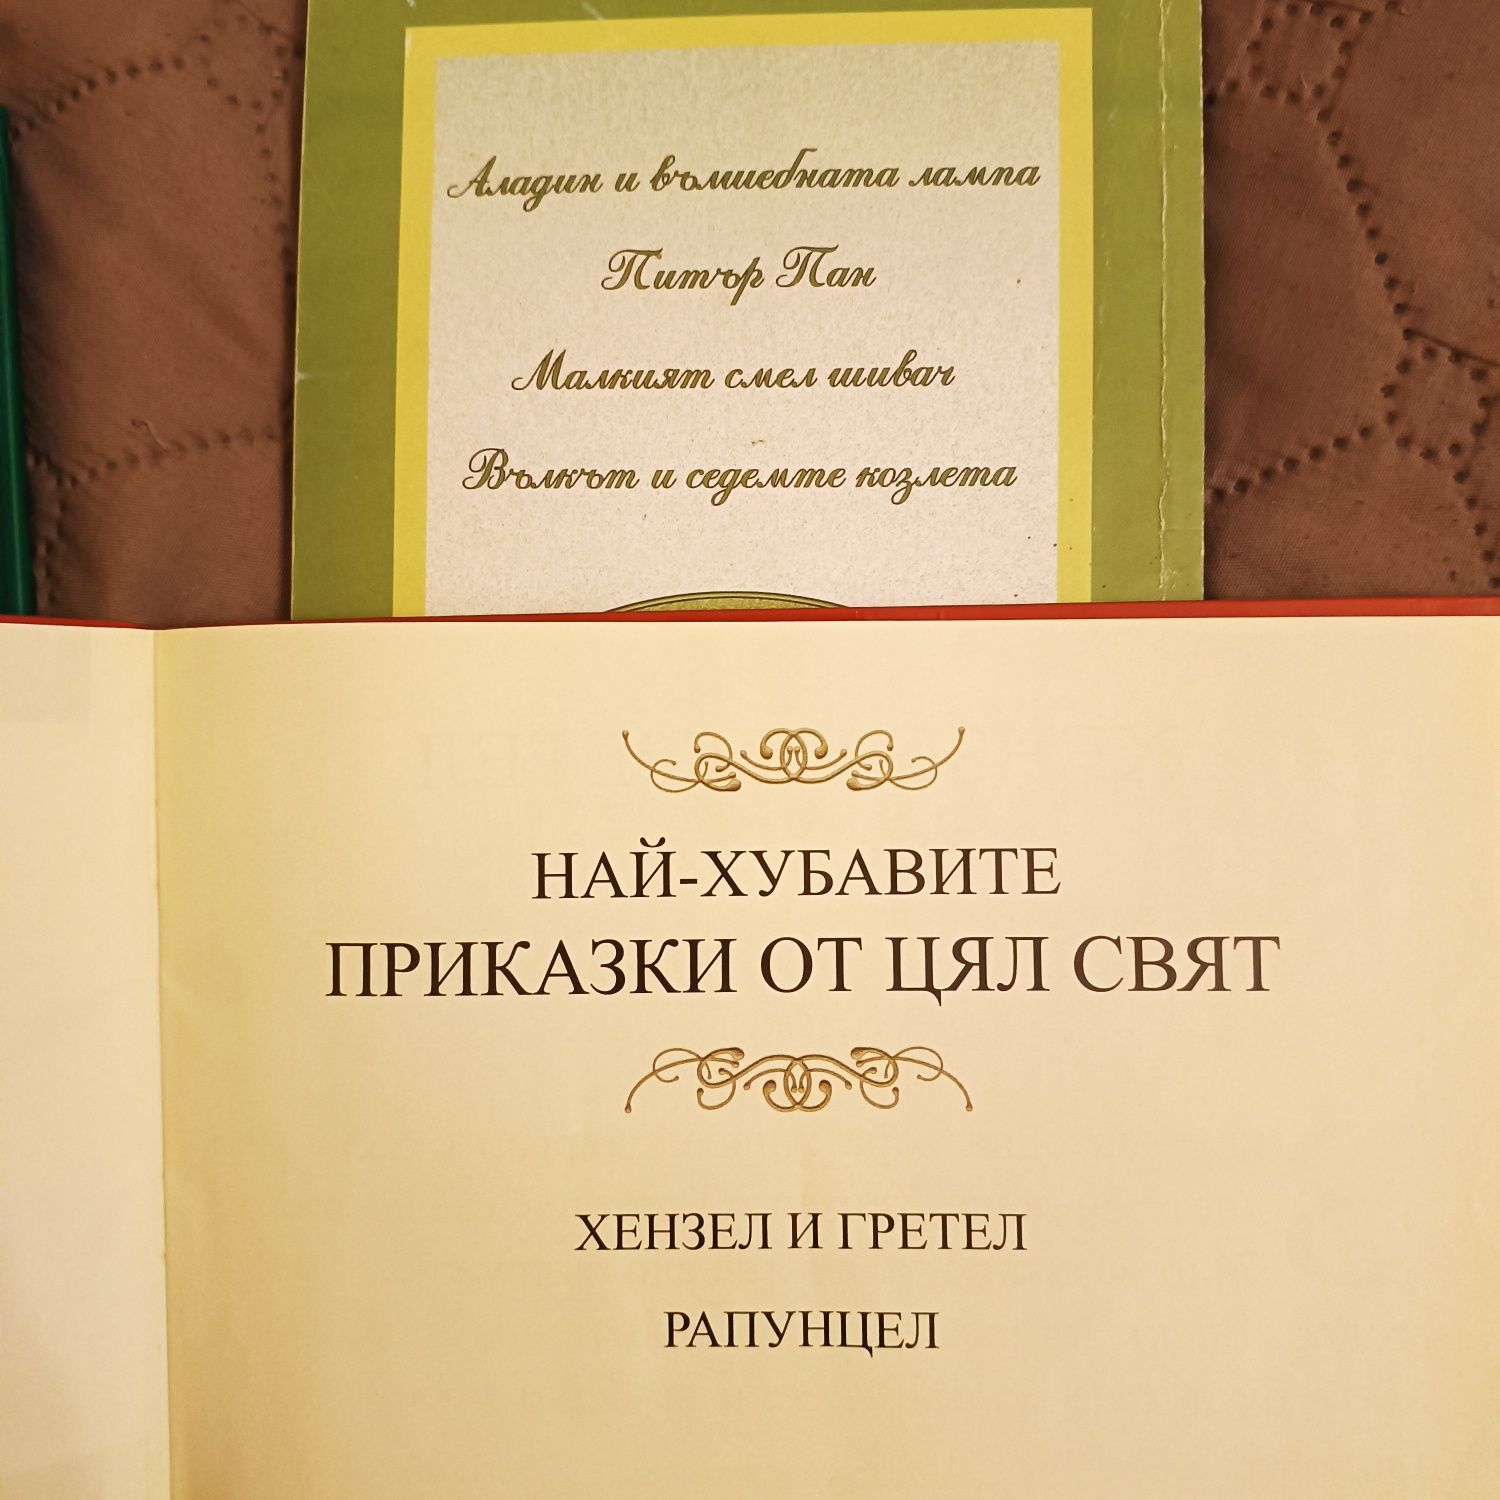 Аладин и вълшебната лампа
Питър Пан
Малкият смел шивач
Вълкът и седемте козлета
НАЙ-ХУБАВИТЕ
ПРИКАЗКИ ОТ ЦЯЛ СВЯТ
ХЕНЗЕЛ И ГРЕТЕЛ
РАПУНЦЕЛ